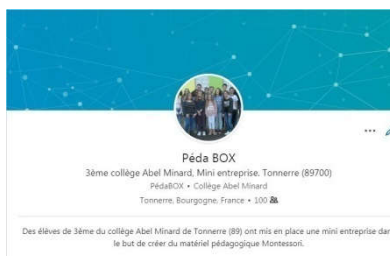 Péda BOX
3ème collège Abel Minard, Mini entreprise, Tonnerre (89700)
PédaBOX • Collège Abel Minard
Tonnerre, Bourgogne, France • 100
Des élèves de 3ème du collège Abel Minard de Tonnerre (89) ont mis en place une mini entreprise dan
le but de créer du matériel pédagogique Montessori.